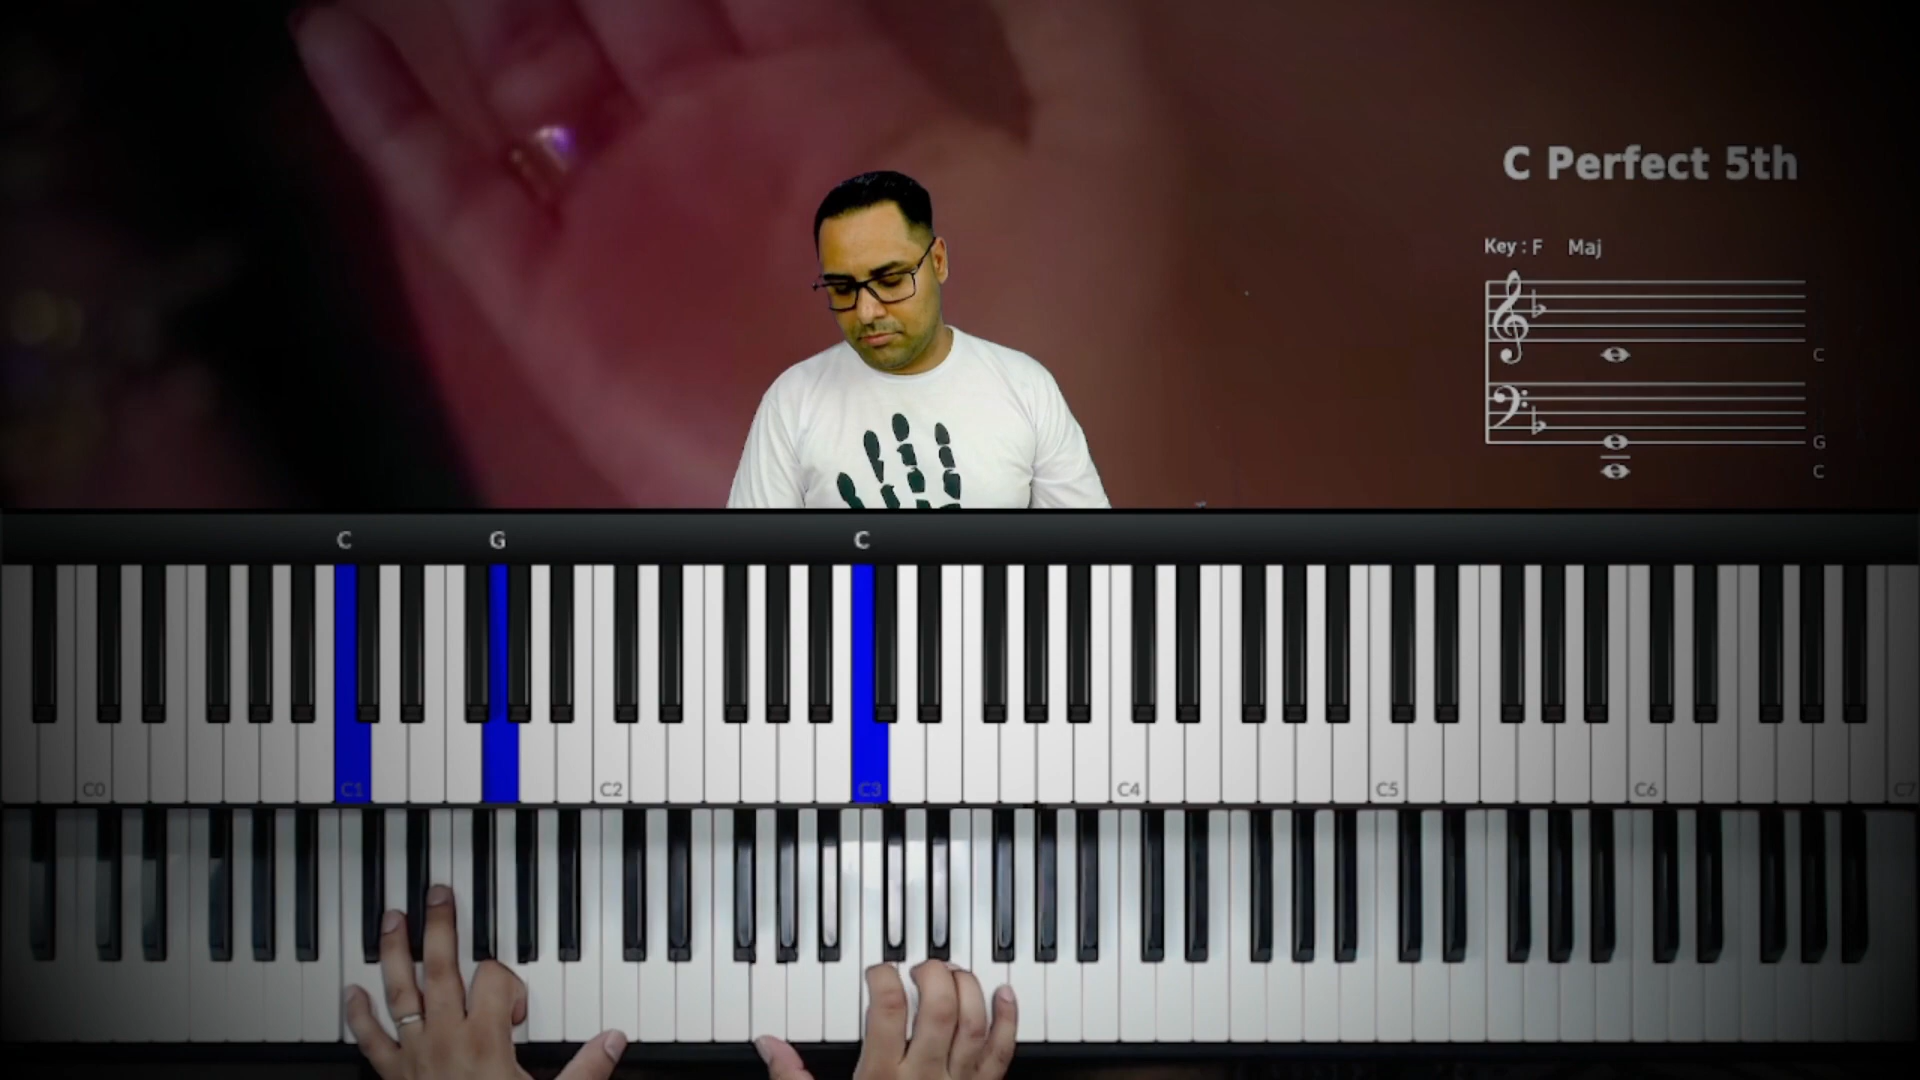 C Perfect 5th
Key : F Maj
C
G
C
C G C
C0 C1 C2 C3 C4 C5 C6 C7